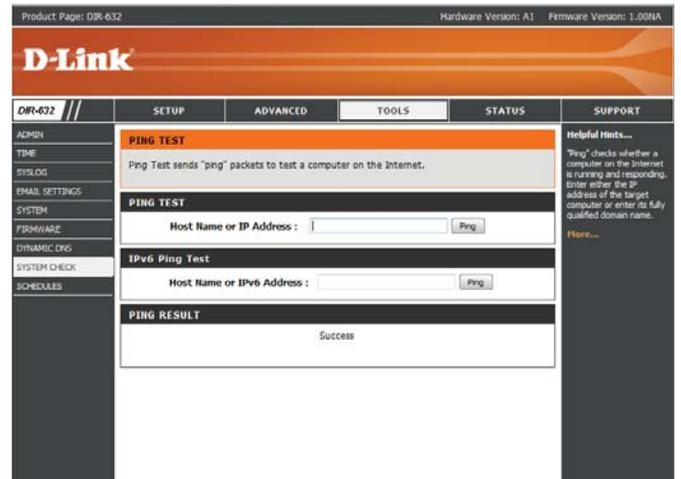 Product Page: DIR-632 Hardware Version: A1 Firmware Version: 1.00NA
D-Link
DIR-632 // SETUP ADVANCED TOOLS STATUS SUPPORT
ADMIN
TIME
SYSLOG
EMAIL SETTINGS
SYSTEM
FIRMWARE
DYNAMIC DNS
SYSTEM CHECK
SCHEDULES
PING TEST
Ping Test sends "ping" packets to test a computer on the Internet.
PING TEST
Host Name or IP Address : Ping
IPv6 Ping Test
Host Name or IPv6 Address : Ping
PING RESULT
Success
Helpful Hints...
"Ping" checks whether a
computer on the Internet
is running and responding.
Enter either the IP
address of the target
computer or enter its fully
qualified domain name.
More...